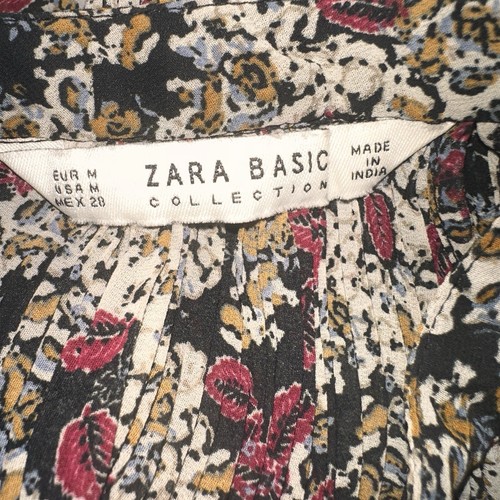 EUR M
USA M
MEX 28
ZARA BASIC
COLLECTION
MADE
IN
INDIA